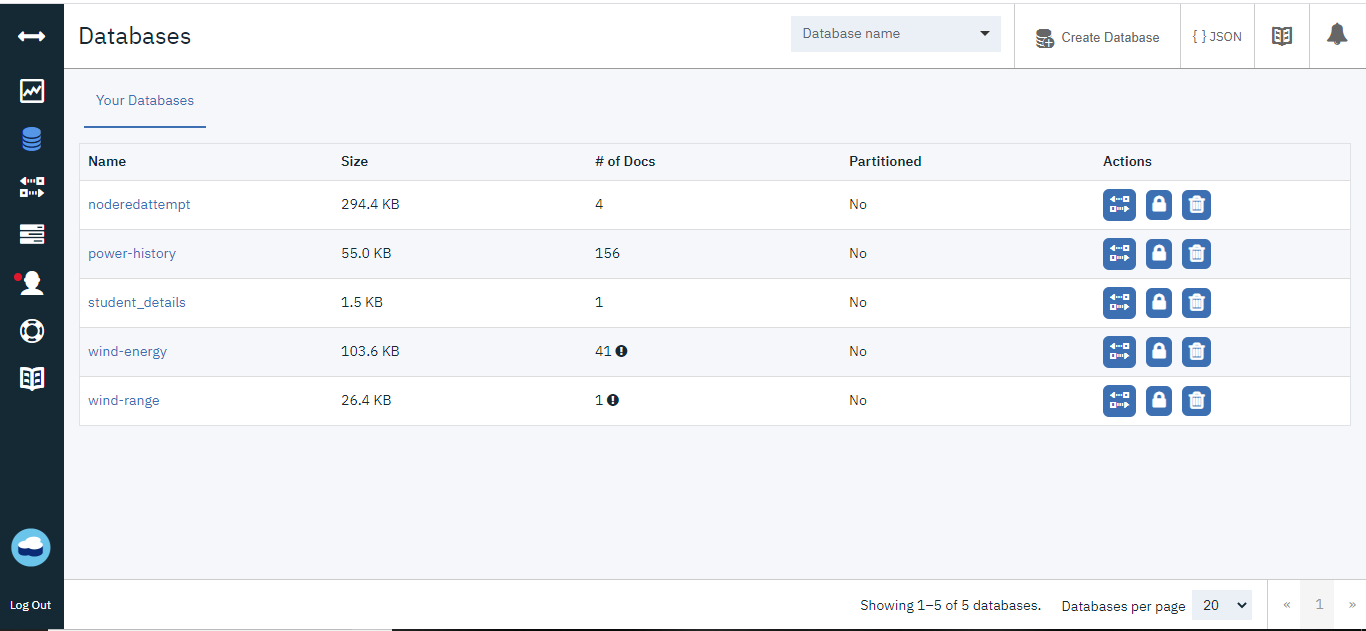 Databases
Database name
Create Database
{ } JSON
Your Databases
Name Size # of Docs Partitioned Actions
noderedattempt 294.4 KB 4 No
power-history 55.0 KB 156 No
student_details 1.5 KB 1 No
wind-energy 103.6 KB 41 No
wind-range 26.4 KB 1 No
Log Out
Showing 1–5 of 5 databases. Databases per page 20 « 1 »